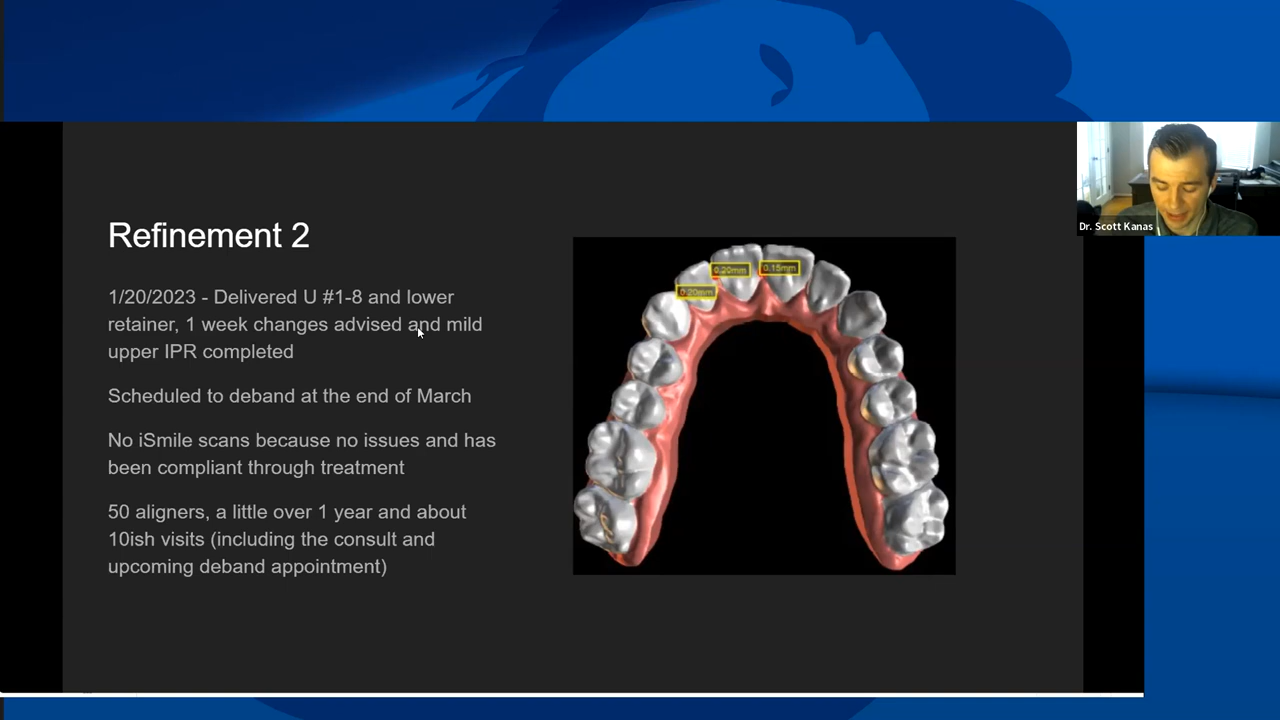 Refinement 2
1/20/2023 - Delivered U #1-8 and lower
retainer, 1 week changes advised and mild
upper IPR completed
Scheduled to deband at the end of March
No iSmile scans because no issues and has
been compliant through treatment
50 aligners, a little over 1 year and about
10ish visits (including the consult and
upcoming deband appointment)
0.20mm
0.15mm
0.20mm
Dr. Scott Kanas